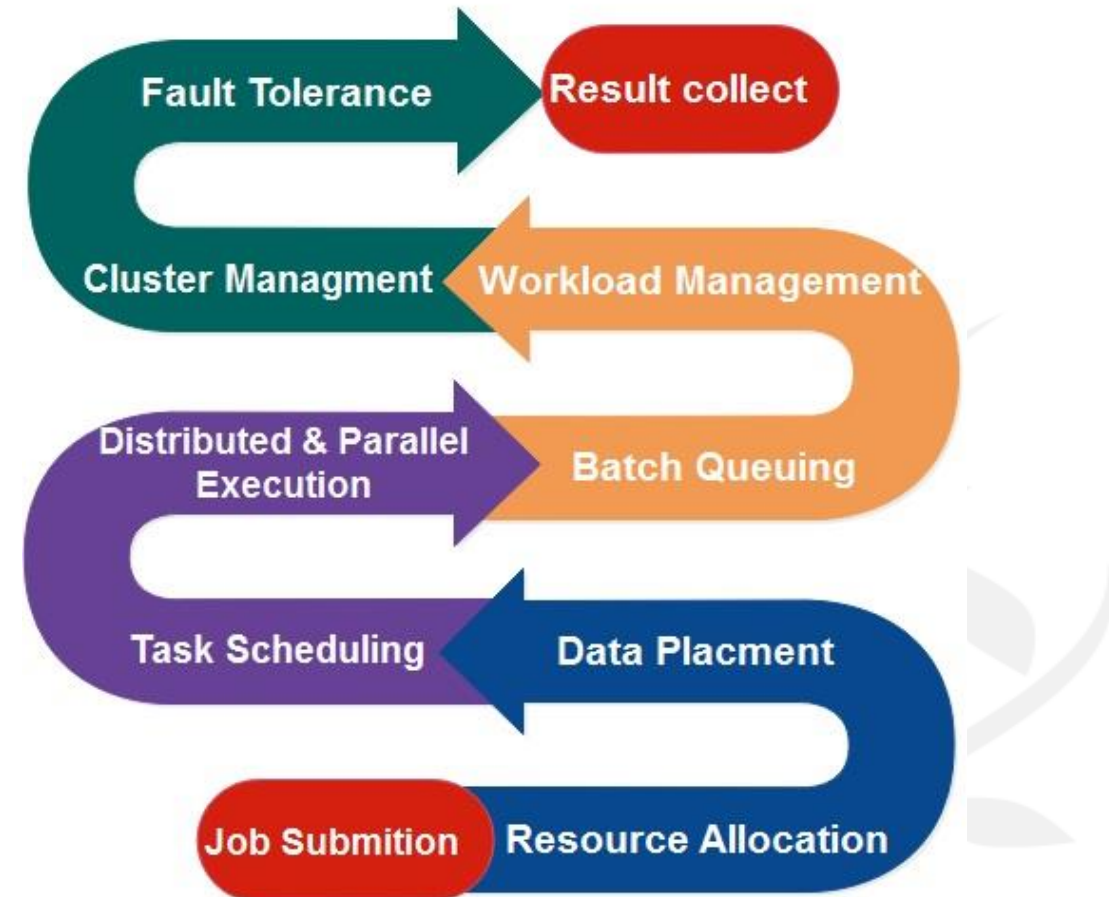 Fault Tolerance
Result collect
Cluster Managment
Workload Management
Distributed & Parallel
Execution
Batch Queuing
Task Scheduling
Data Placment
Job Submition
Resource Allocation